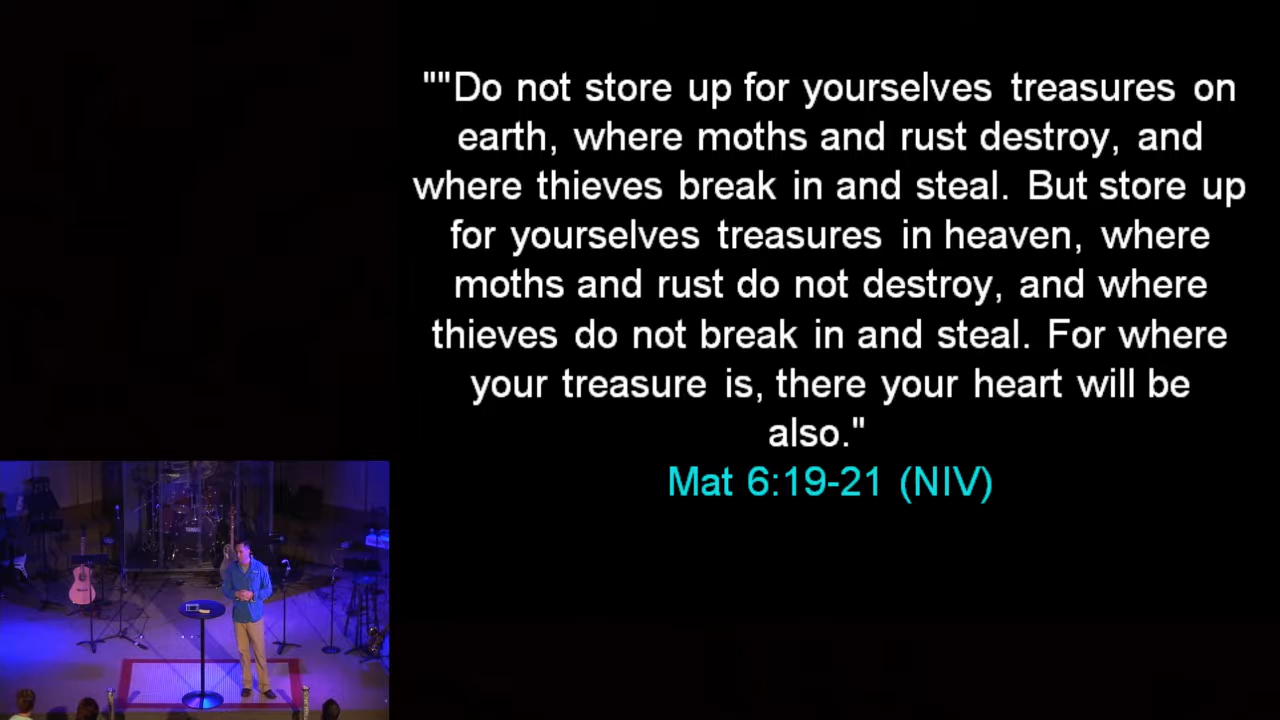 ""Do not store up for yourselves treasures on
earth, where moths and rust destroy, and
where thieves break in and steal. But store up
for yourselves treasures in heaven, where
moths and rust do not destroy, and where
thieves do not break in and steal. For where
your treasure is, there your heart will be
also."
Mat 6:19-21 (NIV)